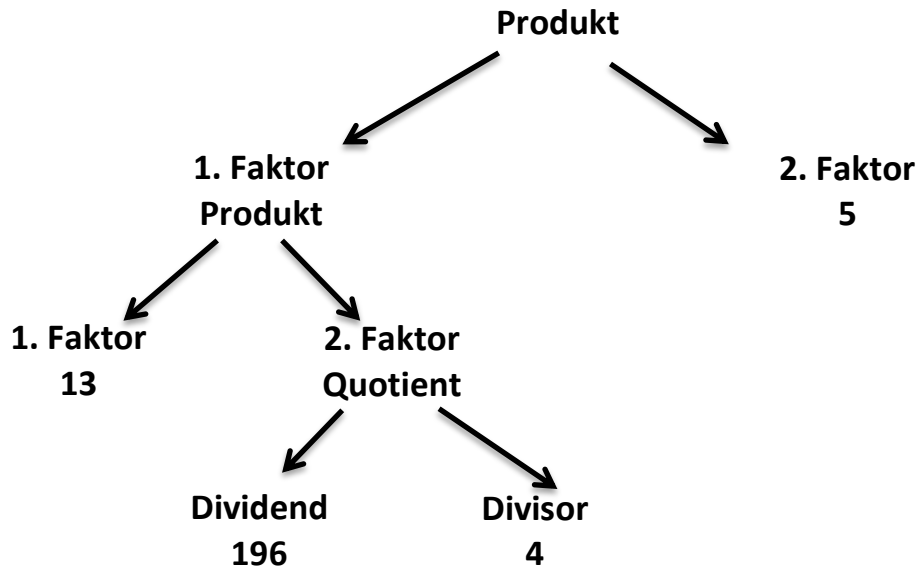 Produkt
1. Faktor
Produkt
2. Faktor
5
1. Faktor
13
2. Faktor
Quotient
Dividend
196
Divisor
4